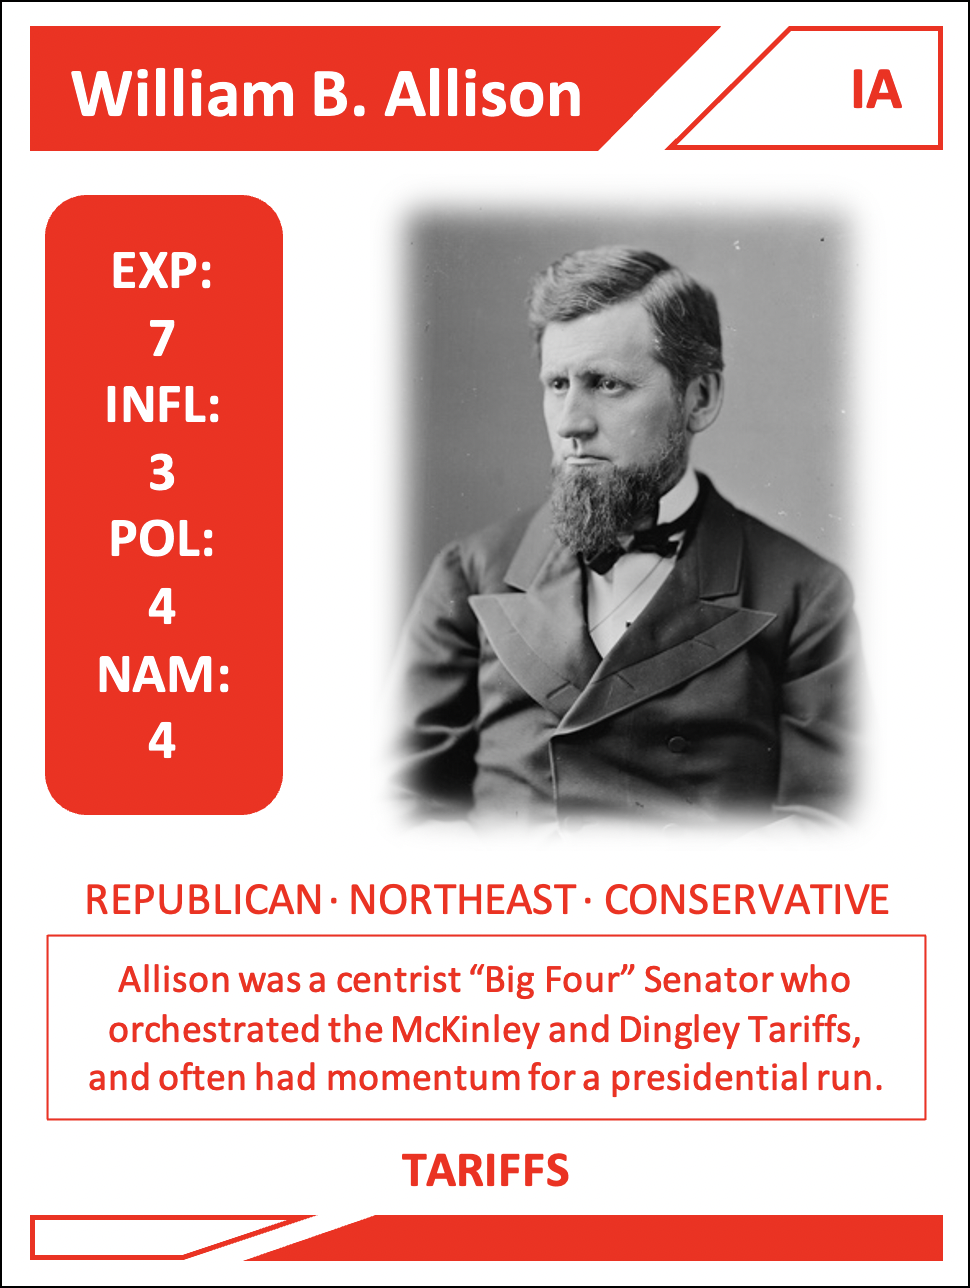 William B. Allison
IA
EXP:
7
INFL:
3
POL:
4
NAM:
4
REPUBLICAN · NORTHEAST · CONSERVATIVE
Allison was a centrist “Big Four” Senator who
orchestrated the McKinley and Dingley Tariffs,
and often had momentum for a presidential run.
TARIFFS